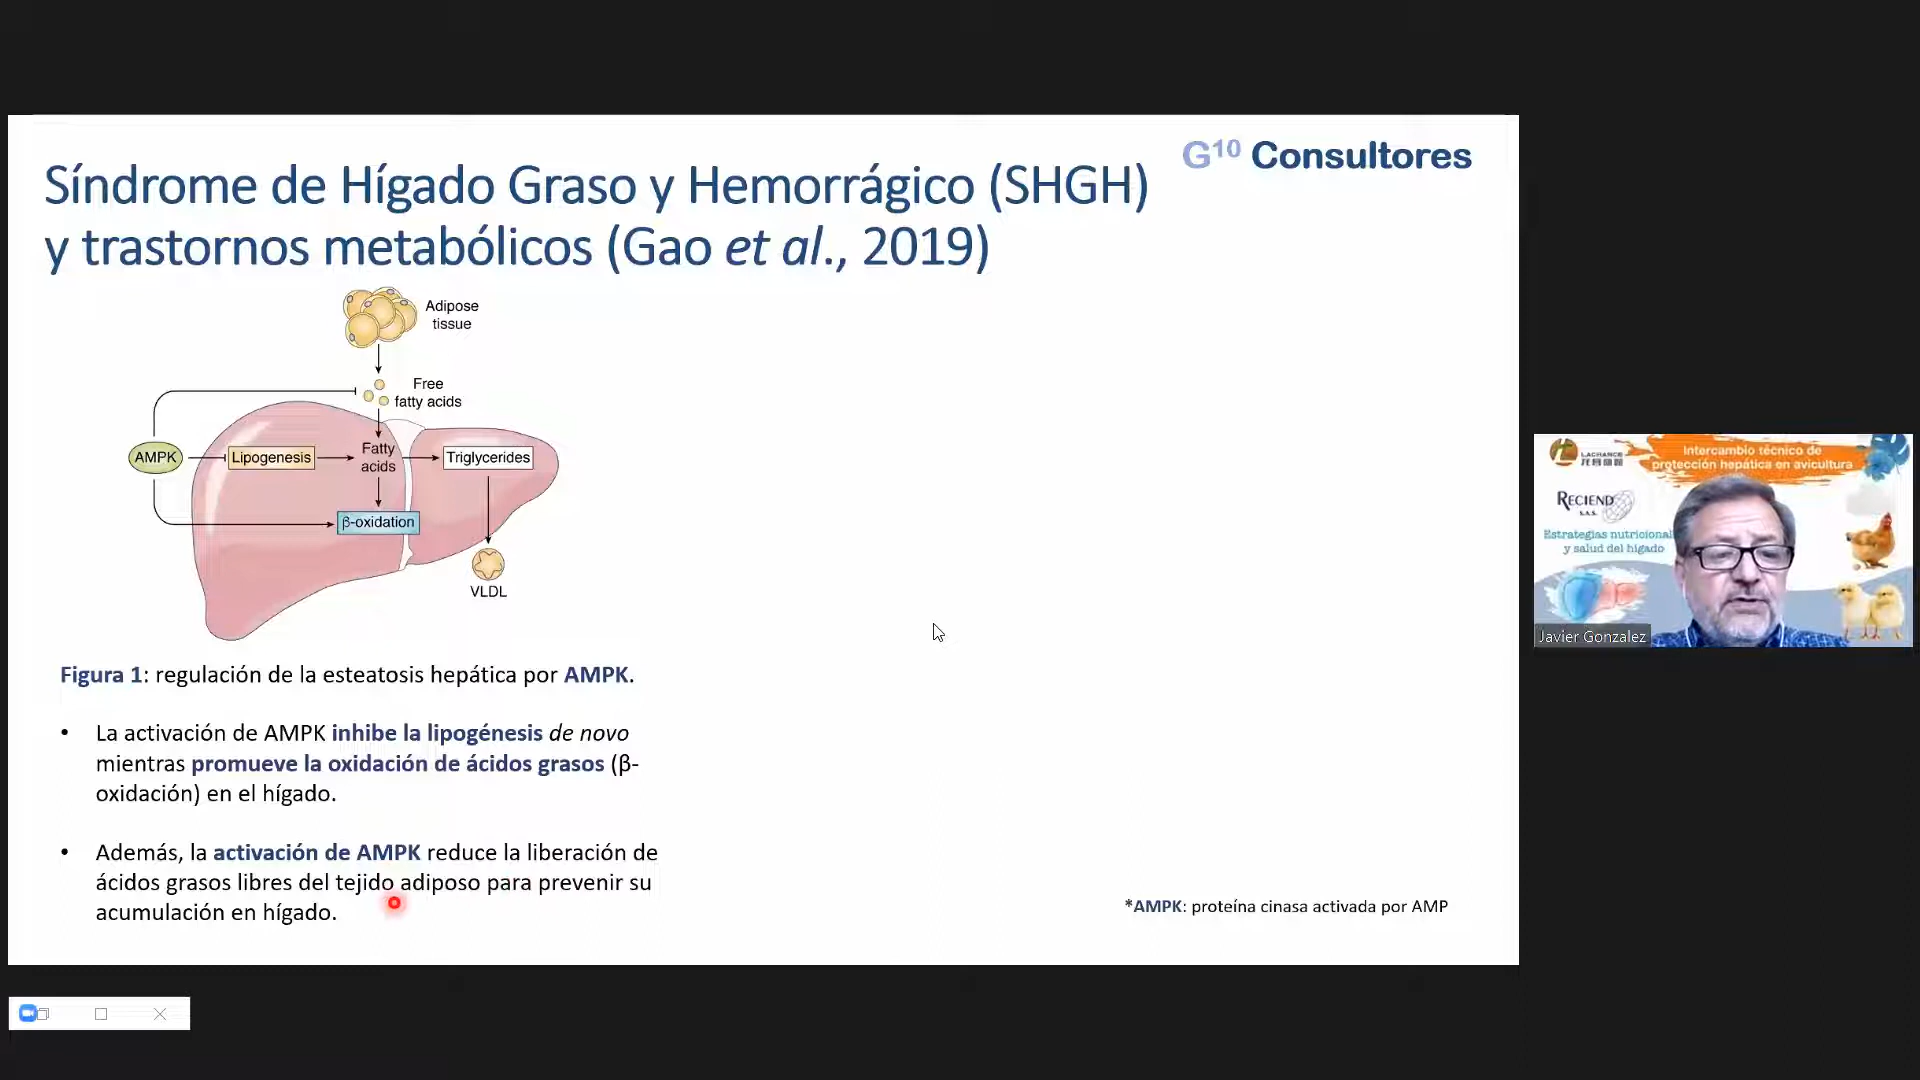 G10 Consultores
Síndrome de Hígado Graso y Hemorrágico (SHGH)
y trastornos metabólicos (Gao et al., 2019)
Adipose
tissue
Free
fatty acids
AMPK
Lipogenesis
Fatty
acids
Triglycerides
β-oxidation
VLDL
Figura 1: regulación de la esteatosis hepática por AMPK.
• La activación de AMPK inhibe la lipogénesis de novo
mientras promueve la oxidación de ácidos grasos (β-
oxidación) en el hígado.
• Además, la activación de AMPK reduce la liberación de
ácidos grasos libres del tejido adiposo para prevenir su
acumulación en hígado.
*AMPK: proteína cinasa activada por AMP
LACHANCE
Intercambio técnico de
protección hepática en avicultura
RECIEND
S.A.S.
Estrategias nutricional
y salud del hígado
Javier Gonzalez